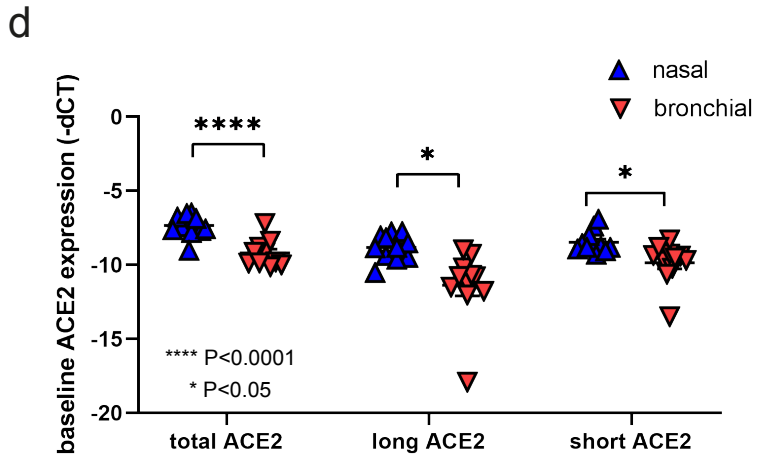 d
nasal
bronchial
baseline ACE2 expression (-dCT)
0
-5
-10
-15
-20
****
*
*
**** P<0.0001
* P<0.05
total ACE2
long ACE2
short ACE2